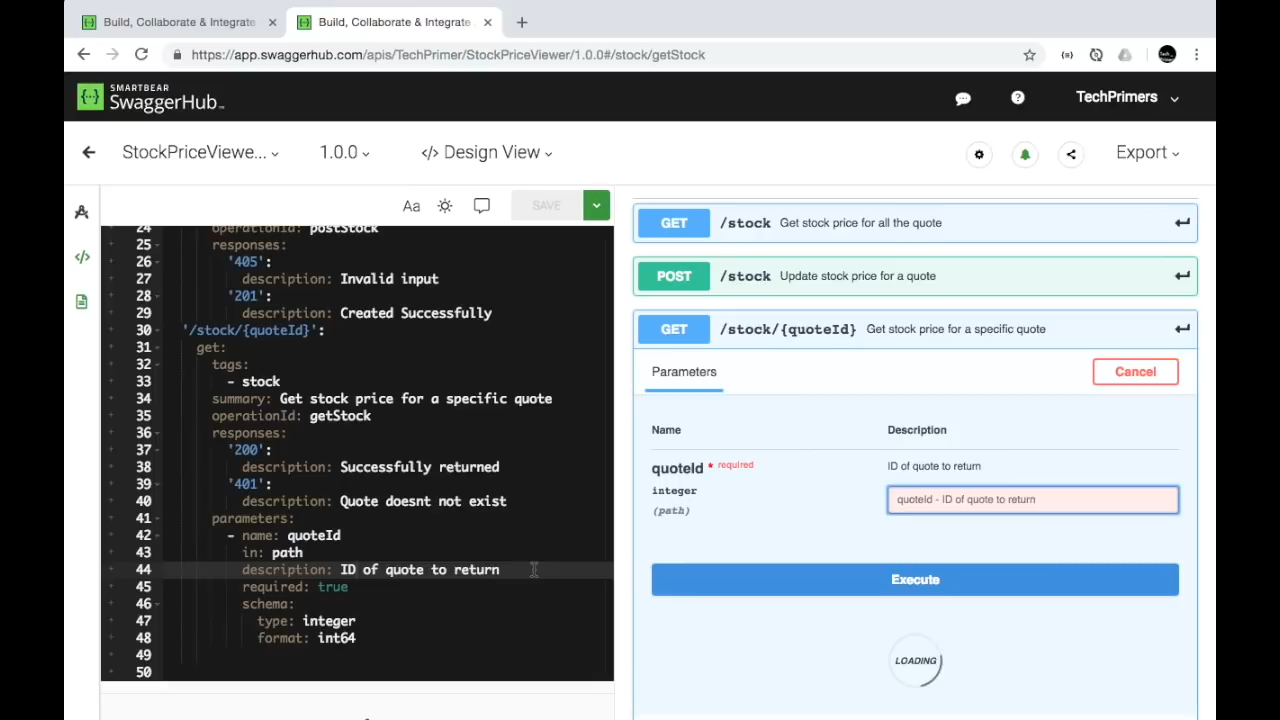 Build, Collaborate & Integrate
Build, Collaborate & Integrate
https://app.swaggerhub.com/apis/TechPrimer/StockPriceViewer/1.0.0#/stock/getStock
SMARTBEAR
SwaggerHub
TechPrimers
StockPriceViewe...
1.0.0
</> Design View
Export
Aa
SAVE
24 operationId: postStock
25 responses:
26 '405':
27 description: Invalid input
28 '201':
29 description: Created Successfully
30 '/stock/{quoteId}':
31 get:
32 tags:
33 - stock
34 summary: Get stock price for a specific quote
35 operationId: getStock
36 responses:
37 '200':
38 description: Successfully returned
39 '401':
40 description: Quote doesnt not exist
41 parameters:
42 - name: quoteId
43 in: path
44 description: ID of quote to return
45 required: true
46 schema:
47 type: integer
48 format: int64
49
50
GET /stock Get stock price for all the quote
POST /stock Update stock price for a quote
GET /stock/{quoteId} Get stock price for a specific quote
Parameters
Cancel
Name Description
quoteId * required
integer
(path)
ID of quote to return
quoteId - ID of quote to return
Execute
LOADING